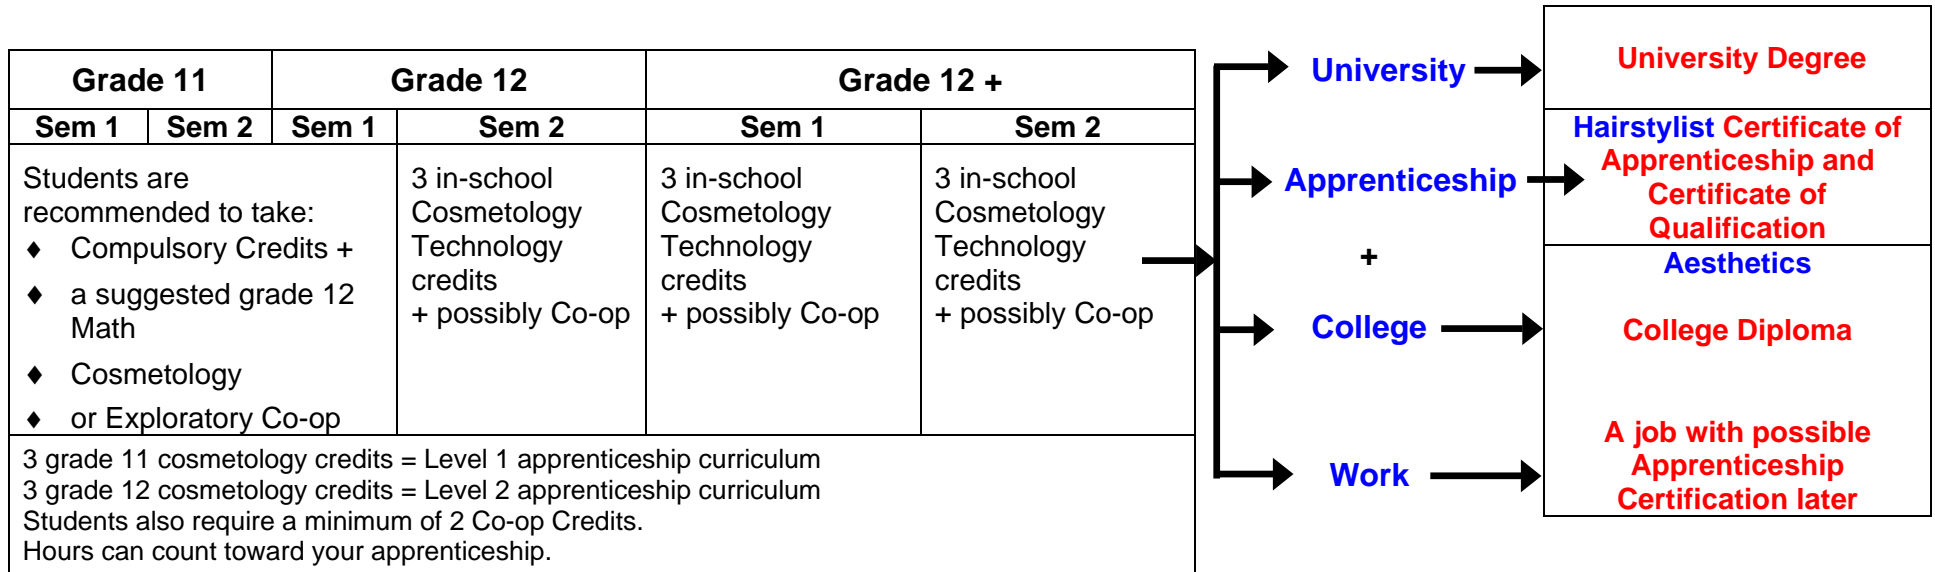 Grade 11
Grade 12
Grade 12 +
Sem 1
Sem 2
Sem 1
Sem 2
Sem 1
Sem 2
Students are
recommended to take:
♦ Compulsory Credits +
♦ a suggested grade 12
Math
♦ Cosmetology
♦ or Exploratory Co-op
3 in-school
Cosmetology
Technology
credits
+ possibly Co-op
3 in-school
Cosmetology
Technology
credits
+ possibly Co-op
3 in-school
Cosmetology
Technology
credits
+ possibly Co-op
3 grade 11 cosmetology credits = Level 1 apprenticeship curriculum
3 grade 12 cosmetology credits = Level 2 apprenticeship curriculum
Students also require a minimum of 2 Co-op Credits.
Hours can count toward your apprenticeship.
University
Apprenticeship
+
College
Work
University Degree
Hairstylist Certificate of
Apprenticeship and
Certificate of
Qualification
Aesthetics
College Diploma
A job with possible
Apprenticeship
Certification later